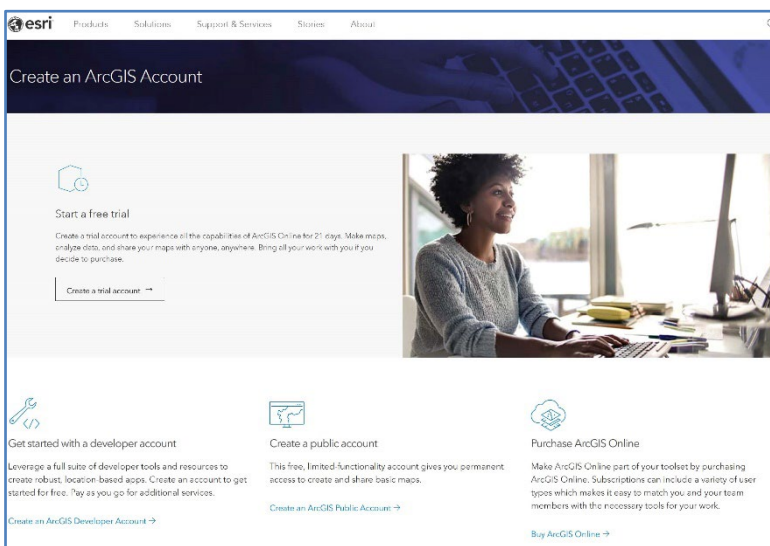 esri Products Solutions Support & Services Stories About
Create an ArcGIS Account
Start a free trial
Create a trial account to experience all the capabilities of ArcGIS Online for 21 days. Make maps,
analyze data, and share your maps with anyone, anywhere. Bring all your work with you if you
decide to purchase.
Create a trial account →
Get started with a developer account
Leverage a full suite of developer tools and resources to
create robust, location-based apps. Create an account to get
started for free. Pay as you go for additional services.
Create an ArcGIS Developer Account →
Create a public account
This free, limited-functionality account gives you permanent
access to create and share basic maps.
Create an ArcGIS Public Account →
Purchase ArcGIS Online
Make ArcGIS Online part of your toolset by purchasing
ArcGIS Online. Subscriptions can include a variety of user
types which makes it easy to match you and your team
members with the necessary tools for your work.
Buy ArcGIS Online →